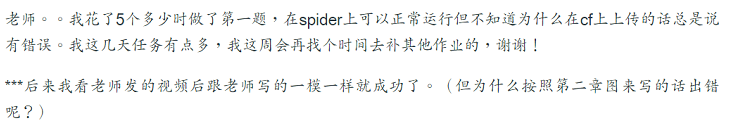 老师。。我花了5个多少时做了第一题，在spider上可以正常运行但不知道为什么在cf上上传的话总是说
有错误。我这几天任务有点多，我这周会再找个时间去补其他作业的，谢谢！
***后来我看老师发的视频后跟老师写的一模一样就成功了。（但为什么按照第二章图来写的话出错
呢？）